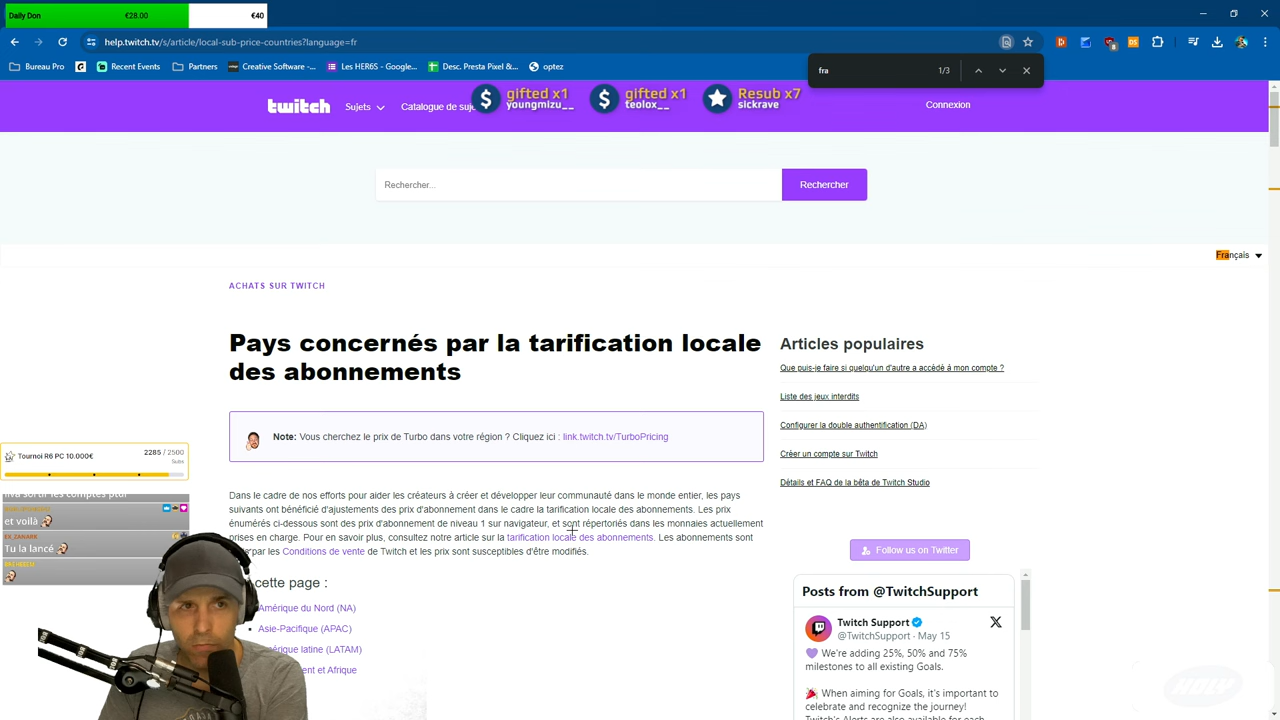 Daily Don €28.00 €40
help.twitch.tv/s/article/local-sub-price-countries?language=fr
Bureau Pro
Recent Events
Partners
Creative Something -...
Les HER6S - Google...
Desc. Presta Pixel &...
optez
fra 1/3
twitch
Sujets
Catalogue de suje
gifted x1
youngmizu__
gifted x1
teolox__
Resub x7
sickrave
Connexion
Rechercher...
Rechercher
Français
ACHATS SUR TWITCH
Pays concernés par la tarification locale
des abonnements
Note: Vous cherchez le prix de Turbo dans votre région ? Cliquez ici : link.twitch.tv/TurboPricing
Dans le cadre de nos efforts pour aider les créateurs à créer et développer leur communauté dans le monde entier, les pays
suivants ont bénéficié d'ajustements des prix d'abonnement dans le cadre la tarification locale des abonnements. Les prix
énumérés ci-dessous sont des prix d'abonnement de niveau 1 sur navigateur, et sont répertoriés dans les monnaies actuellement
prises en charge. Pour en savoir plus, consultez notre article sur la tarification locale des abonnements. Les abonnements sont
par les Conditions de vente de Twitch et les prix sont susceptibles d'être modifiés.
cette page :
Amérique du Nord (NA)
Asie-Pacifique (APAC)
érique latine (LATAM)
ent et Afrique
Articles populaires
Que puis-je faire si quelqu'un d'autre a accédé à mon compte ?
Liste des jeux interdits
Configurer la double authentification (DA)
Créer un compte sur Twitch
Détails et FAQ de la bêta de Twitch Studio
Follow us on Twitter
Posts from @TwitchSupport
Twitch Support
@TwitchSupport · May 15
We're adding 25%, 50% and 75%
milestones to all existing Goals.
When aiming for Goals, it's important to
celebrate and recognize the journey!
Twitch's Alerts are also available for each
Tournoi R6 PC 10.000€
2285 / 2500
Subs
et voilà
Tu la lancé
HOLY